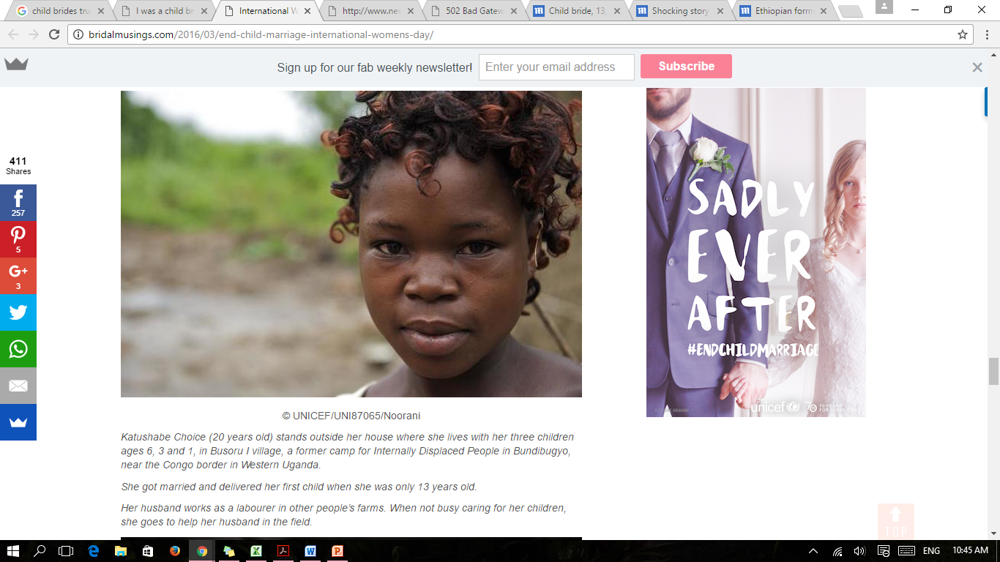 child brides tru
I was a child br
International W
http://www.nev
502 Bad Gatew
Child bride, 13,
Shocking story
Ethiopian form
bridalmusings.com/2016/03/end-child-marriage-international-womens-day/
Sign up for our fab weekly newsletter!
Enter your email address
Subscribe
411
Shares
257
5
G+
3
SADLY
EVER
AFTER
#ENDCHILDMARRIAGE
unicef
70 YEARS
FOR EVERY CHILD
GRAHAM
© UNICEF/UNI87065/Noorani
Katushabe Choice (20 years old) stands outside her house where she lives with her three children
ages 6, 3 and 1, in Busoru I village, a former camp for Internally Displaced People in Bundibugyo,
near the Congo border in Western Uganda.
She got married and delivered her first child when she was only 13 years old.
Her husband works as a labourer in other people's farms. When not busy caring for her children,
she goes to help her husband in the field.
TOP
ENG
10:45 AM